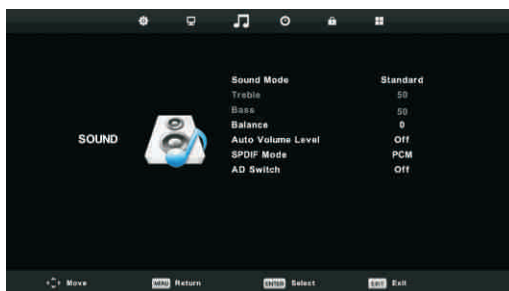 Sound Mode Standard
Treble 50
Bass 50
Balance 0
SOUND
Auto Volume Level Off
SPDIF Mode PCM
AD Switch Off
Move MENU Return ENTER Select EXIT Exit